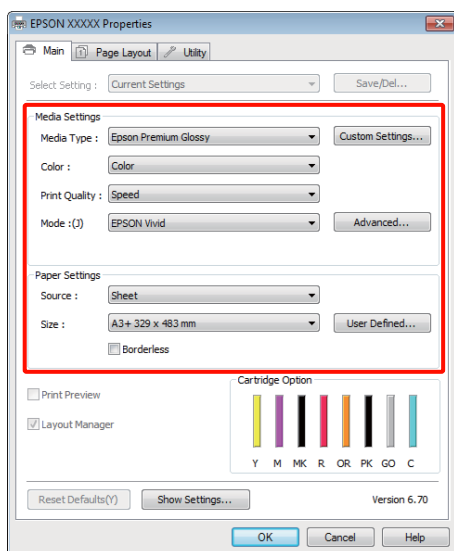 EPSON XXXXX Properties
Main Page Layout Utility
Select Setting : Current Settings Save/Del...
Media Settings
Media Type : Epson Premium Glossy Custom Settings...
Color : Color
Print Quality : Speed
Mode :(J) EPSON Vivid Advanced...
Paper Settings
Source : Sheet
Size : A3+ 329 x 483 mm User Defined...
Borderless
Print Preview
Layout Manager
Cartridge Option
Y M MK R OR PK GO C
Reset Defaults(Y) Show Settings... Version 6.70
OK Cancel Help